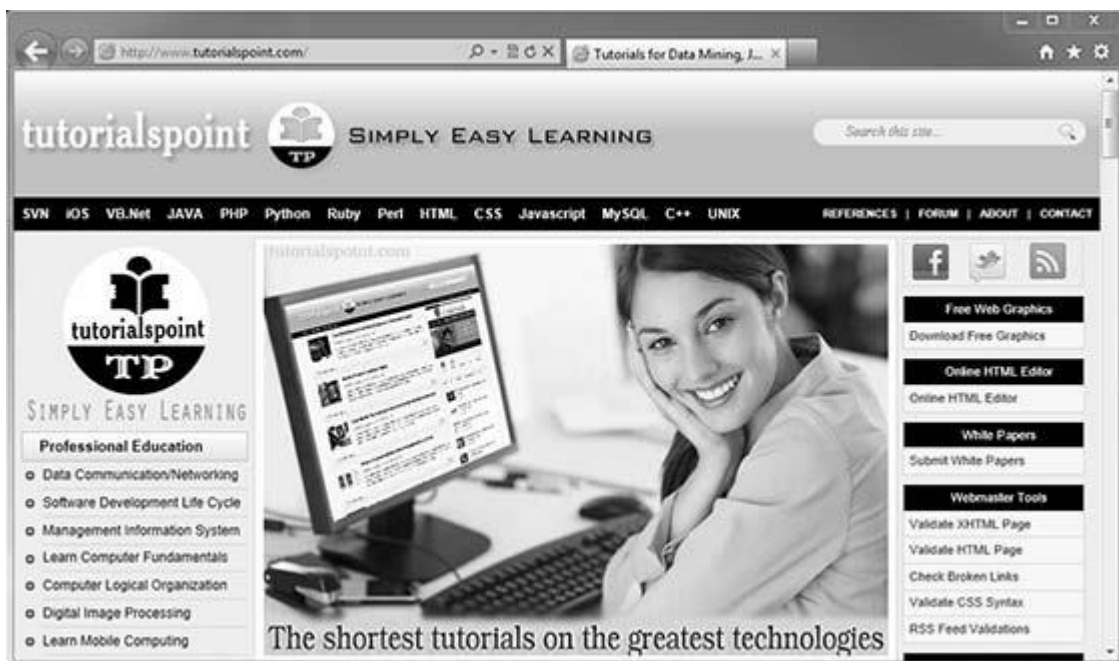 http://www.tutorialspoint.com/
Tutorials for Data Mining, J...
tutorialspoint
TP
SIMPLY EASY LEARNING
Search this site...
SVN iOS VB.Net JAVA PHP Python Ruby Perl HTML CSS Javascript MySQL C++ UNIX
REFERENCES | FORUM | ABOUT | CONTACT
tutorialspoint
TP
SIMPLY EASY LEARNING
Professional Education
Data Communication/Networking
Software Development Life Cycle
Management Information System
Learn Computer Fundamentals
Computer Logical Organization
Digital Image Processing
Learn Mobile Computing
tutorialspoint.com
The shortest tutorials on the greatest technologies
f
Free Web Graphics
Download Free Graphics
Online HTML Editor
Online HTML Editor
White Papers
Submit White Papers
Webmaster Tools
Validate XHTML Page
Validate HTML Page
Check Broken Links
Validate CSS Syntax
RSS Feed Validations